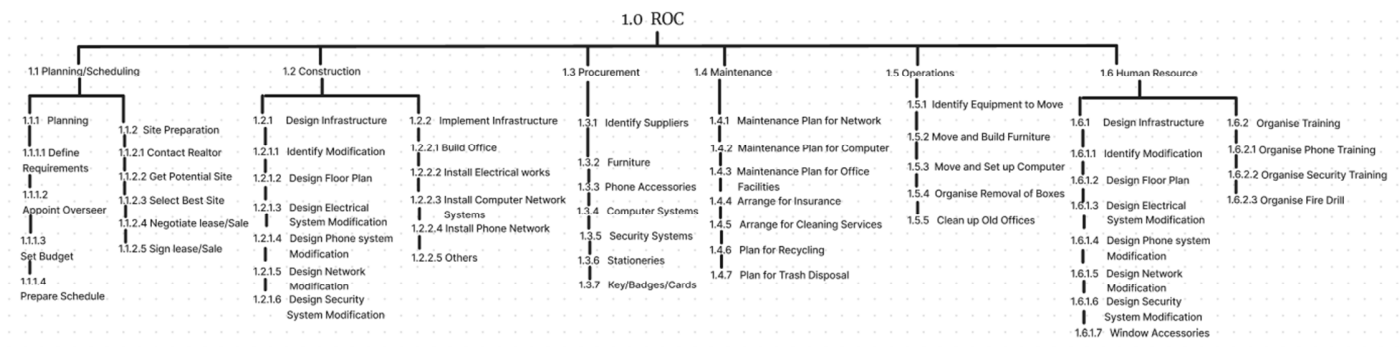 1.0 ROC
1.1 Planning/Scheduling
1.1.1 Planning
1.1.1.1 Define
Requirements
1.1.1.2
Appoint Overseer
1.1.1.3
Set Budget
1.1.1.4
Prepare Schedule
1.1.2 Site Preparation
1.1.2.1 Contact Realtor
1.1.2.2 Get Potential Site
1.1.2.3 Select Best Site
1.1.2.4 Negotiate lease/Sale
1.1.2.5 Sign lease/Sale
1.2 Construction
1.2.1 Design Infrastructure
1.2.1.1 Identify Modification
1.2.1.2 Design Floor Plan
1.2.1.3 Design Electrical
System Modification
1.2.1.4 Design Phone system
Modification
1.2.1.5 Design Network
Modification
1.2.1.6 Design Security
System Modification
1.2.2 Implement Infrastructure
1.2.2.1 Build Office
1.2.2.2 Install Electrical works
1.2.2.3 Install Computer Network
Systems
1.2.2.4 Install Phone Network
1.2.2.5 Others
1.3 Procurement
1.3.1 Identify Suppliers
1.3.2 Furniture
1.3.3 Phone Accessories
1.3.4 Computer Systems
1.3.5 Security Systems
1.3.6 Stationeries
1.3.7 Key/Badges/Cards
1.4 Maintenance
1.4.1 Maintenance Plan for Network
1.4.2 Maintenance Plan for Computer
1.4.3 Maintenance Plan for Office
Facilities
1.4.4 Arrange for Insurance
1.4.5 Arrange for Cleaning Services
1.4.6 Plan for Recycling
1.4.7 Plan for Trash Disposal
1.5 Operations
1.5.1 Identify Equipment to Move
1.5.2 Move and Build Furniture
1.5.3 Move and Set up Computer
1.5.4 Organise Removal of Boxes
1.5.5 Clean up Old Offices
1.6 Human Resource
1.6.1 Design Infrastructure
1.6.1.1 Identify Modification
1.6.1.2 Design Floor Plan
1.6.1.3 Design Electrical
System Modification
1.6.1.4 Design Phone system
Modification
1.6.1.5 Design Network
Modification
1.6.1.6 Design Security
System Modification
1.6.1.7 Window Accessories
1.6.2 Organise Training
1.6.2.1 Organise Phone Training
1.6.2.2 Organise Security Training
1.6.2.3 Organise Fire Drill